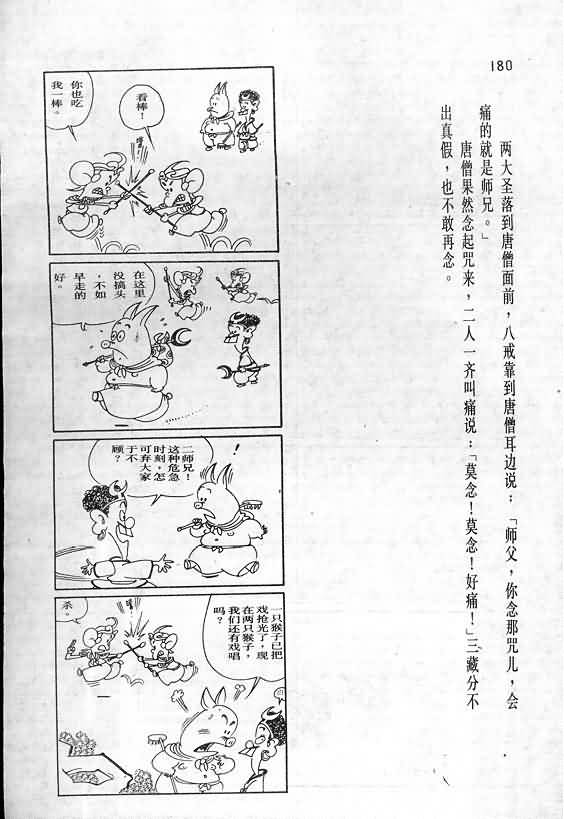 180
两大圣落到唐僧面前，八戒靠到唐僧耳边说：「师父，你念那咒儿，会
痛的就是师兄。」
唐僧果然念起咒来，二人一齐叫痛说：「莫念！莫念！好痛！」三藏分不
出真假，也不敢再念。
看棒！
你也吃
我一棒。
在这里
没搞头
，不如
早走的
好。
二师兄！
这种危急
时刻，怎
可弃大家
于不
顾？
！
一只猴子已把
戏抢光了，现
在两只猴子，
我们还有戏唱
吗？
杀。